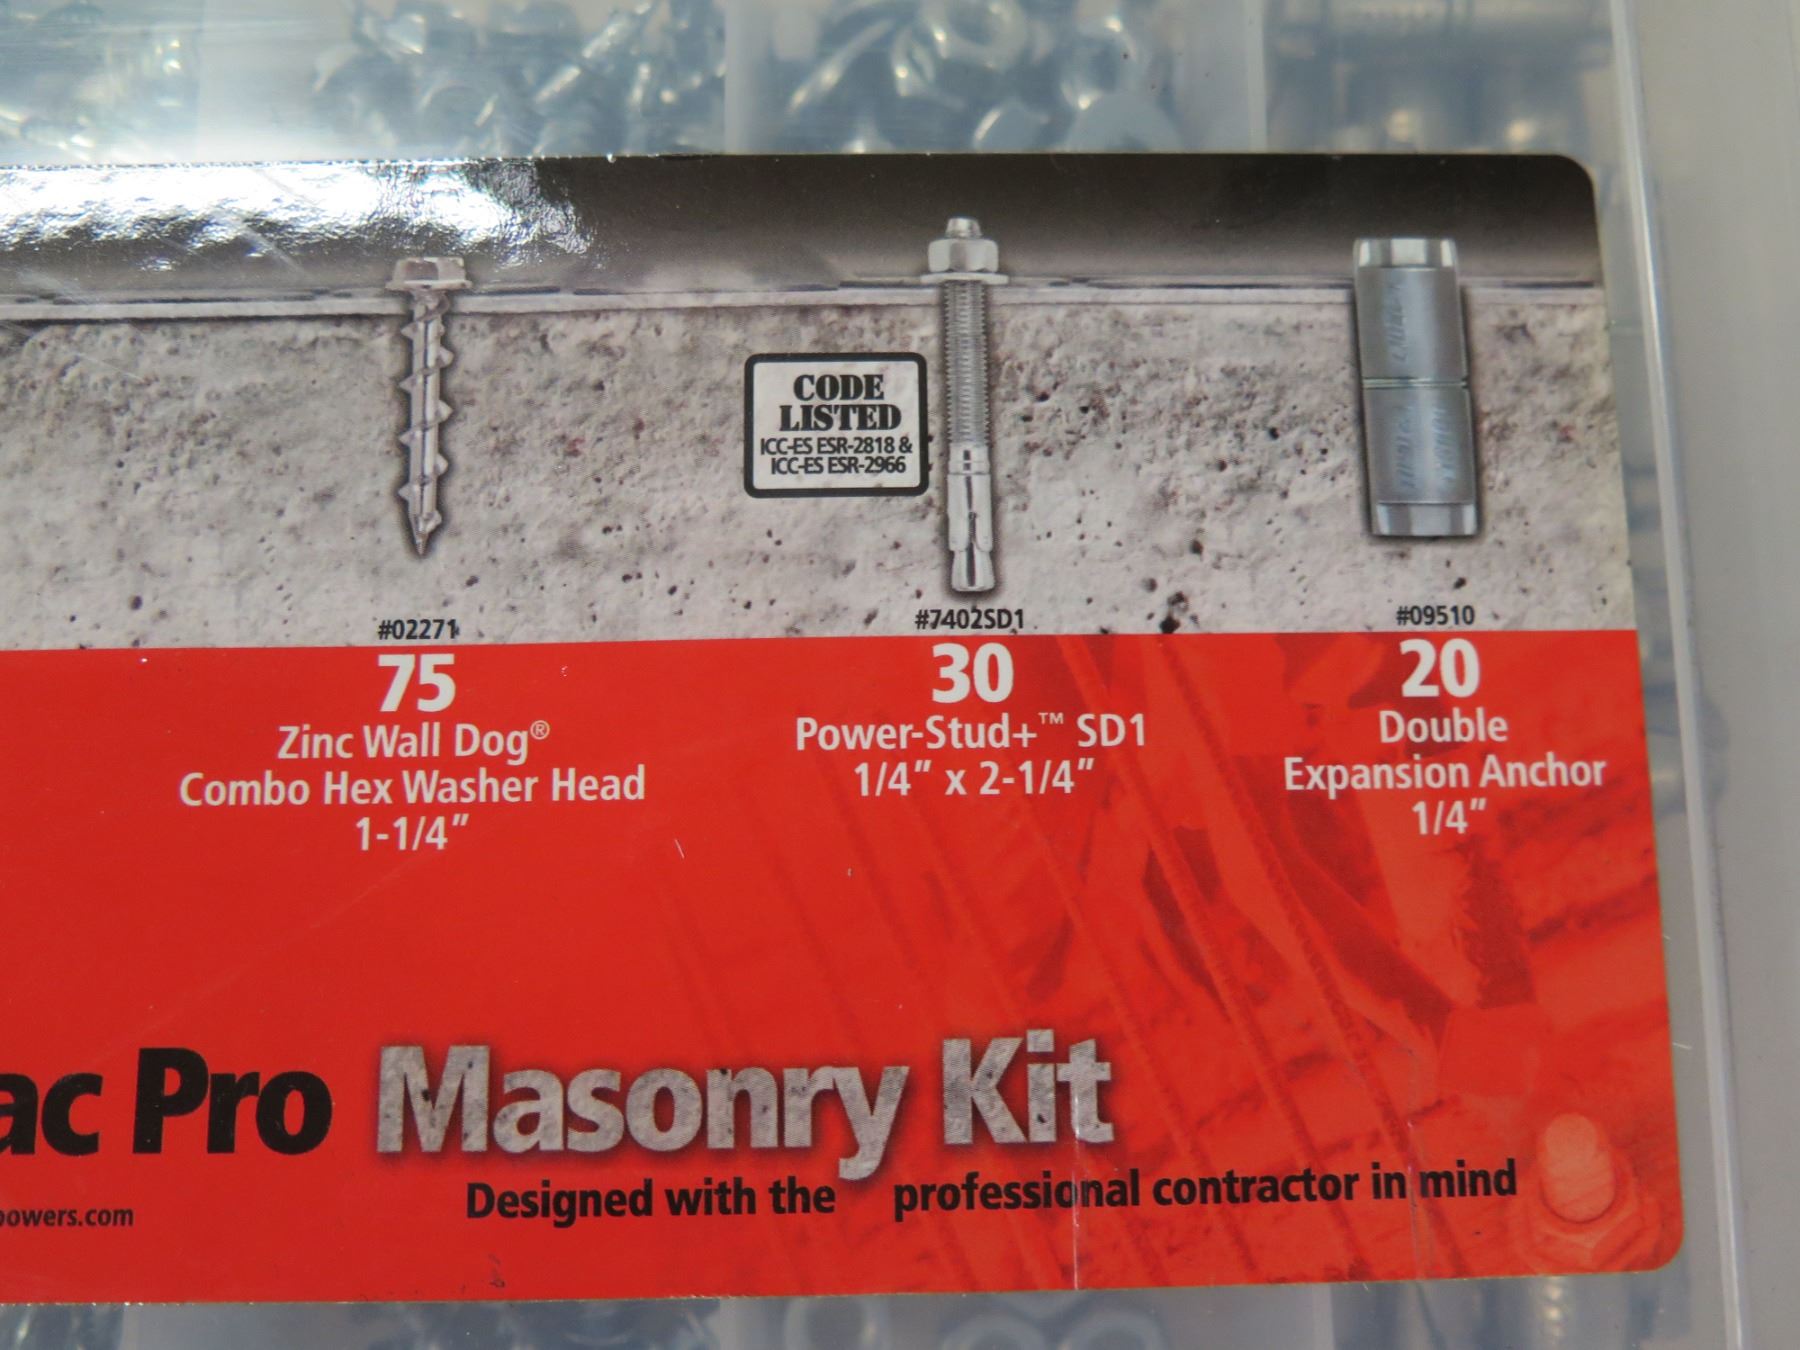 CODE
LISTED
ICC-ES ESR-2818 &
ICC-ES ESR-2966
#02271
75
Zinc Wall Dog®
Combo Hex Washer Head
1-1/4”
#7402SD1
30
Power-Stud+™ SD1
1/4” x 2-1/4”
#09510
20
Double
Expansion Anchor
1/4”
ac Pro Masonry Kit
Designed with the professional contractor in mind
powers.com